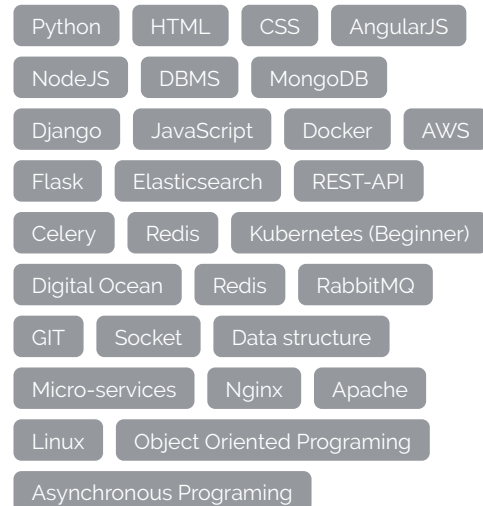 Python HTML CSS AngularJS
NodeJS DBMS MongoDB
Django JavaScript Docker AWS
Flask Elasticsearch REST-API
Celery Redis Kubernetes (Beginner)
Digital Ocean Redis RabbitMQ
GIT Socket Data structure
Micro-services Nginx Apache
Linux Object Oriented Programing
Asynchronous Programing